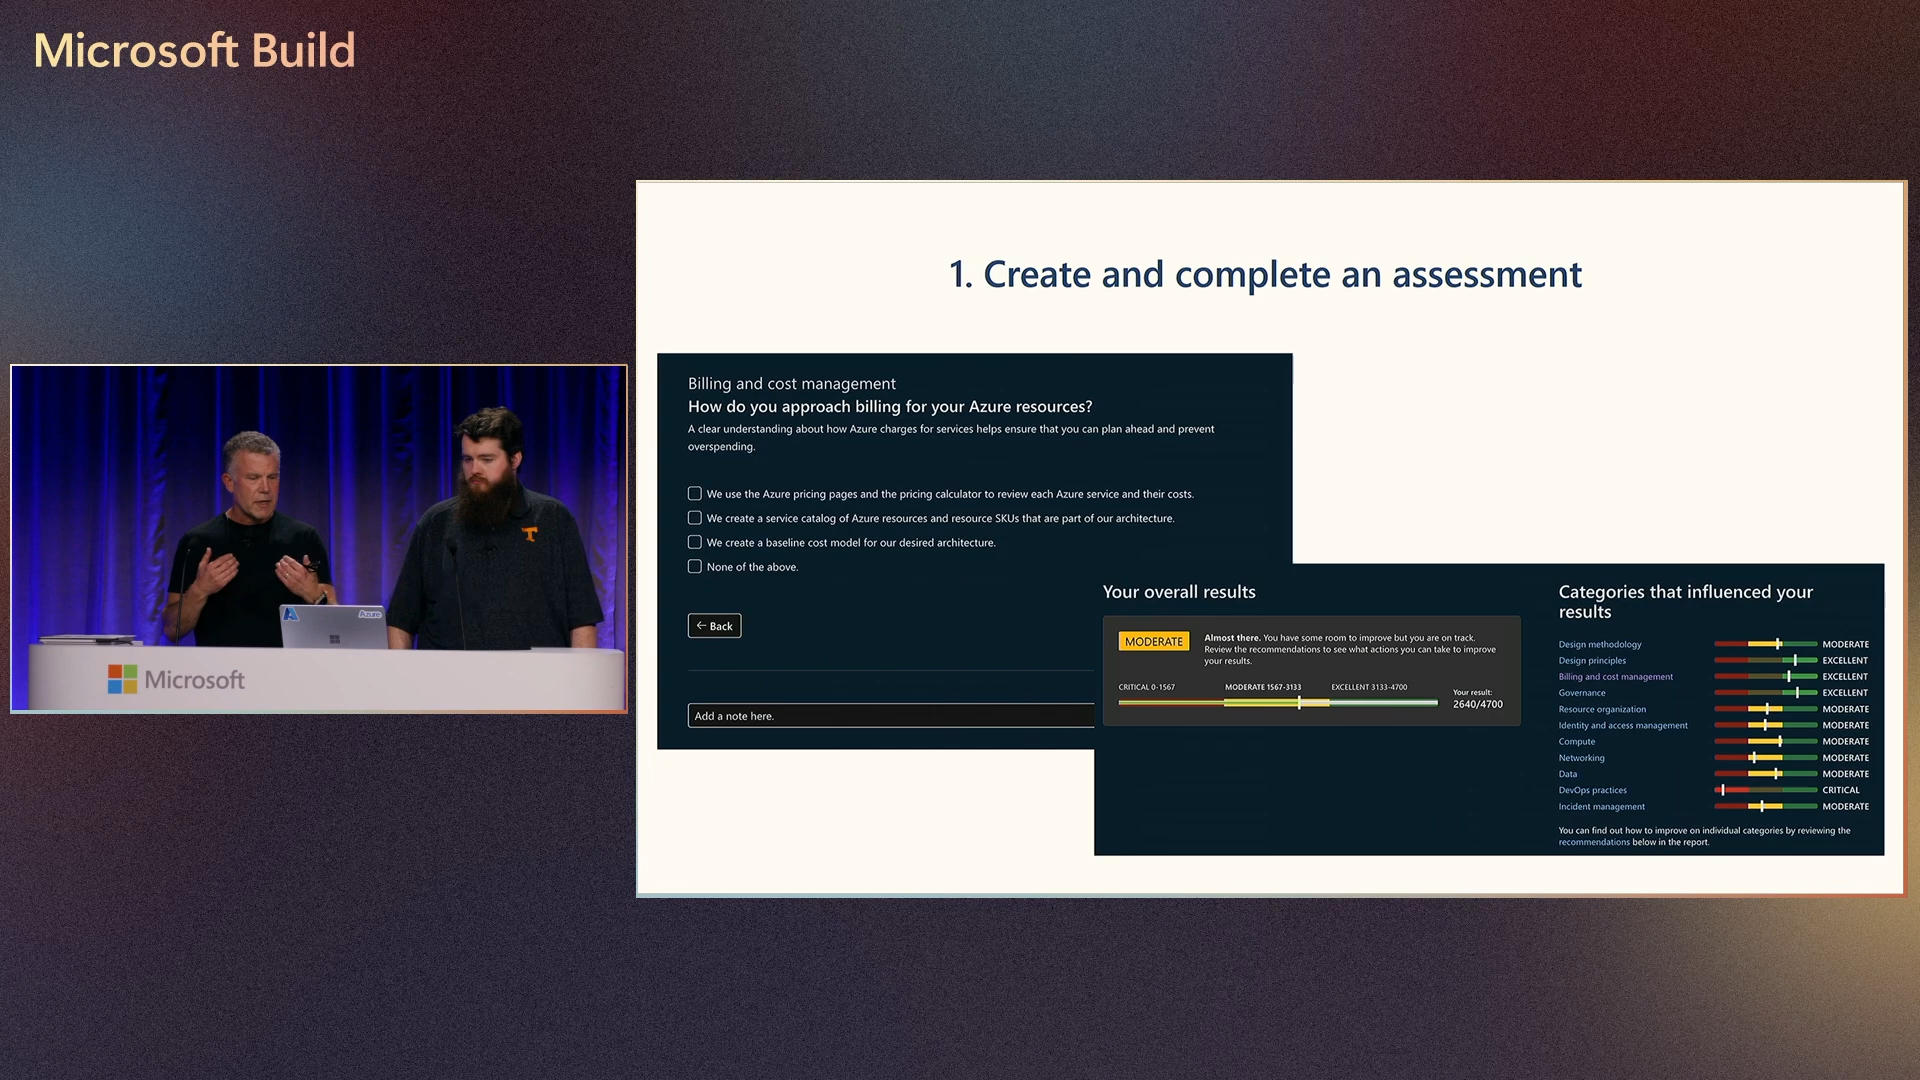 Microsoft Build
1. Create and complete an assessment
Billing and cost management
How do you approach billing for your Azure resources?
A clear understanding about how Azure charges for services helps ensure that you can plan ahead and prevent
overspending.
We use the Azure pricing pages and the pricing calculator to review each Azure service and their costs.
We create a service catalog of Azure resources and resource SKUs that are part of our architecture.
We create a baseline cost model for our desired architecture.
None of the above.
← Back
Add a note here.
Your overall results
MODERATE
Almost there. You have some room to improve but you are on track.
Review the recommendations to see what actions you can take to improve
your results.
CRITICAL 0-1567 MODERATE 1567-3133 EXCELLENT 3133-4700
Your result:
2640/4700
Categories that influenced your
results
Design methodology MODERATE
Design principles EXCELLENT
Billing and cost management EXCELLENT
Governance EXCELLENT
Resource organization MODERATE
Identity and access management MODERATE
Compute MODERATE
Networking MODERATE
Data MODERATE
DevOps practices CRITICAL
Incident management MODERATE
You can find out how to improve on individual categories by reviewing the
recommendations below in the report.
T
Azure
Microsoft